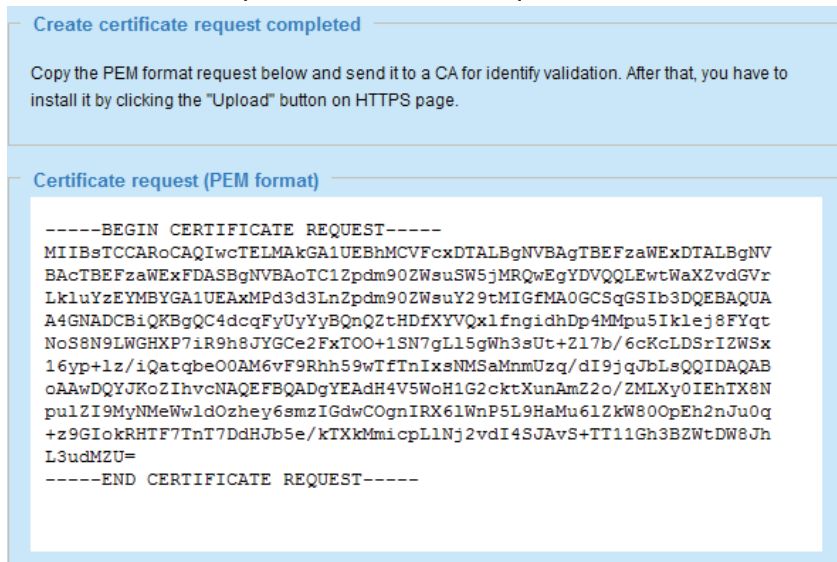 Create certificate request completed
Copy the PEM format request below and send it to a CA for identify validation. After that, you have to
install it by clicking the "Upload" button on HTTPS page.
Certificate request (PEM format)
-----BEGIN CERTIFICATE REQUEST-----
MIIBsTCCARoCAQIwcTELMAkGA1UEBhMCVFcxDTALBgNVBAgTBEFzaWExDTALBgNV
BAcTBEFzaWExFDASBgNVBAoTC1Zpdm90ZWsuSW5jMRQwEgYDVQQLEwtWaXZvdGVr
LkluYzEYMBYGA1UEAxMPd3d3LnZpdm90ZWsuY29tMIGfMA0GCSqGSIb3DQEBAQUA
A4GNADCBiQKBgQC4dcqFyUyYyBQnQZtHDfXYVQxlfngidhDp4MMpu5Iklej8FYqt
NoS8N9LWGHXP7iR9h8JYGCe2FxTOO+1SN7gLl5gWh3sUt+Zl7b/6cKcLDSrIZWSx
16yp+lz/iQatqbeO0AM6vF9Rhh59wTfTnIxsNMSaMnmUzq/dI9jqJbLsQQIDAQAB
oAAwDQYJKoZIhvcNAQEFBQADgYEAdH4V5WoH1G2cktXunAmZ2o/ZMLXy0IEhTX8N
pulZI9MyNMeWwldOzhey6smzIGdwCOgnIRX6lWnP5L9HaMu6lZkW80OpEh2nJu0q
+z9GIokRHTF7TnT7DdHJb5e/kTXkMmicpLlNj2vdI4SJAvS+TT11Gh3BZWtDW8Jh
L3udMZU=
-----END CERTIFICATE REQUEST-----